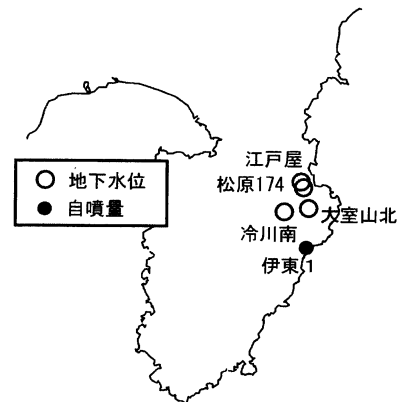 江戸屋
松原174
○ 地下水位
● 自噴量
大室山北
冷川南
伊東1